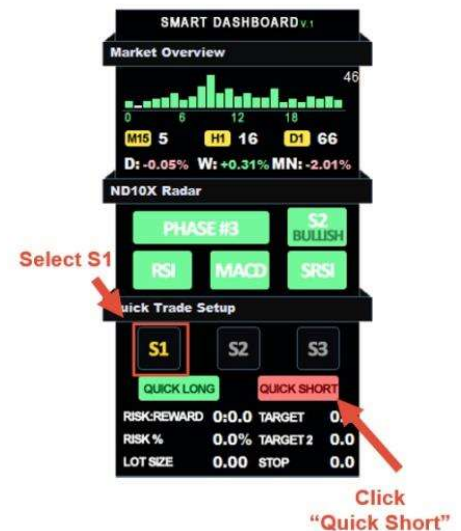 SMART DASHBOARD V.1
Market Overview
46
0 6 12 18
M15 5 H1 16 D1 66
D: -0.05% W: +0.31% MN: -2.01%
ND10X Radar
PHASE #3 S2
BULLISH
Select S1
RSI MACD SRSI
uick Trade Setup
S1 S2 S3
QUICK LONG QUICK SHORT
RISK:REWARD 0:0.0 TARGET 0.
RISK % 0.0% TARGET 2 0.0
LOT SIZE 0.00 STOP 0.0
Click
“Quick Short”